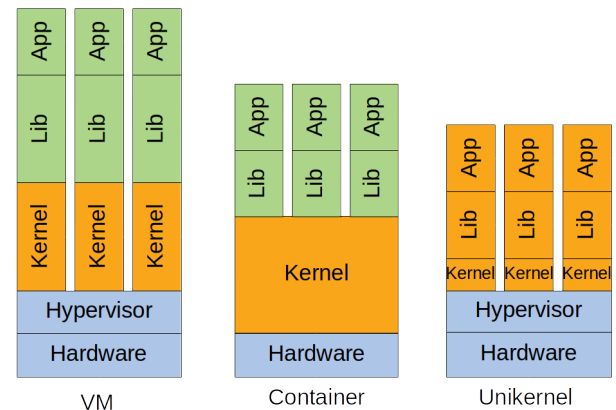 App App App
Lib Lib Lib
Kernel Kernel Kernel
Hypervisor
Hardware
VM
App App App
Lib Lib Lib
Kernel
Hardware
Container
App App App
Lib Lib Lib
Kernel Kernel Kernel
Hypervisor
Hardware
Unikernel